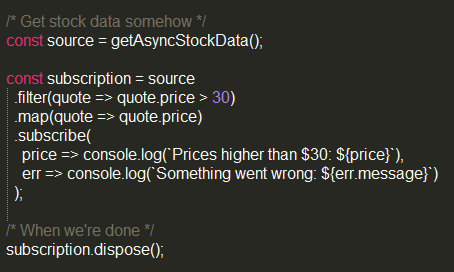 /* Get stock data somehow */
const source = getAsyncStockData();
const subscription = source
.filter(quote => quote.price > 30)
.map(quote => quote.price)
.subscribe(
price => console.log(`Prices higher than $30: ${price}`),
err => console.log(`Something went wrong: ${err.message}`)
);
/* When we're done */
subscription.dispose();